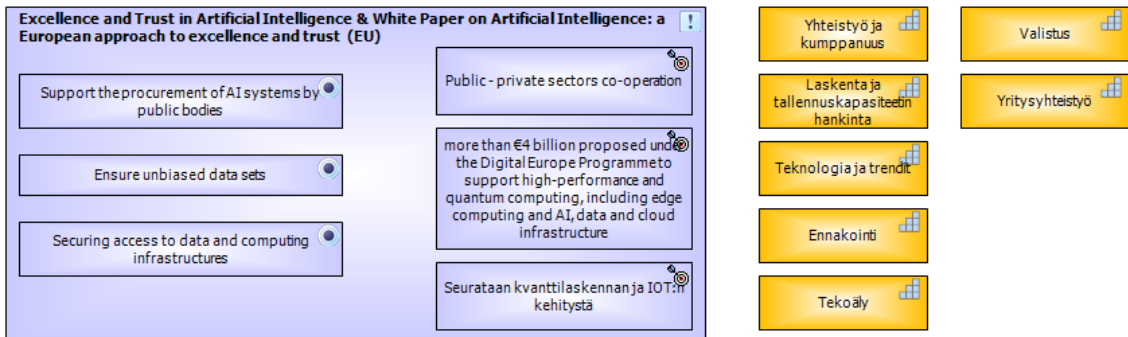 Excellence and Trust in Artificial Intelligence & White Paper on Artificial Intelligence: a
European approach to excellence and trust (EU)
Support the procurement of AI systems by
public bodies
Ensure unbiased data sets
Securing access to data and computing
infrastructures
Public - private sectors co-operation
more than €4 billion proposed under
the Digital Europe Programme to
support high-performance and
quantum computing, including edge
computing and AI, data and cloud
infrastructure
Seurataan kvanttilaskennan ja IOT:n
kehitystä
Yhteistyö ja
kumppanuus
Laskenta ja
tallennuskapasiteetin
hankinta
Teknologia ja trendit
Ennakointi
Tekoäly
Valistus
Yritysyhteistyö